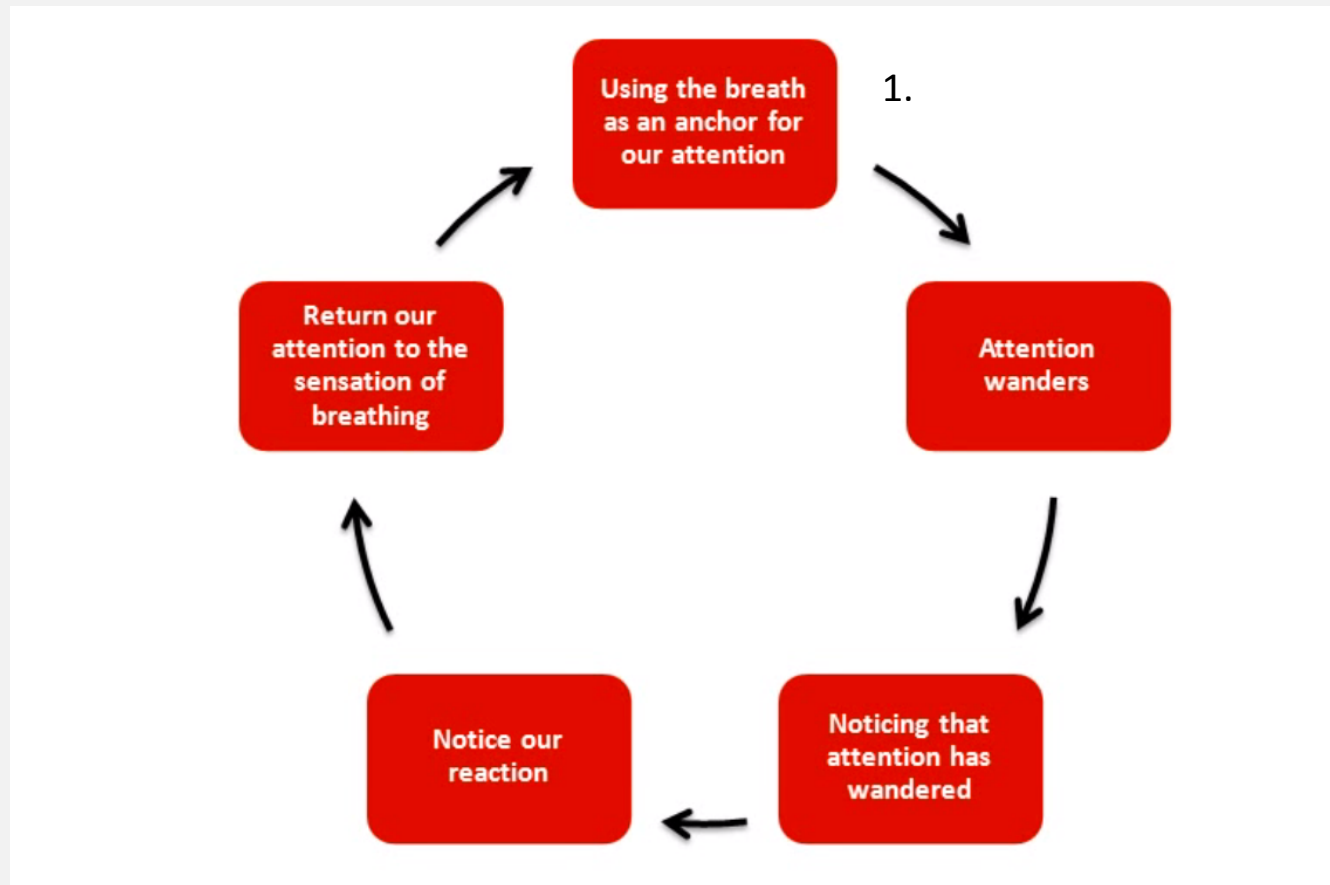 Using the breath
as an anchor for
our attention
1.
Attention
wanders
Noticing that
attention has
wandered
Notice our
reaction
Return our
attention to the
sensation of
breathing